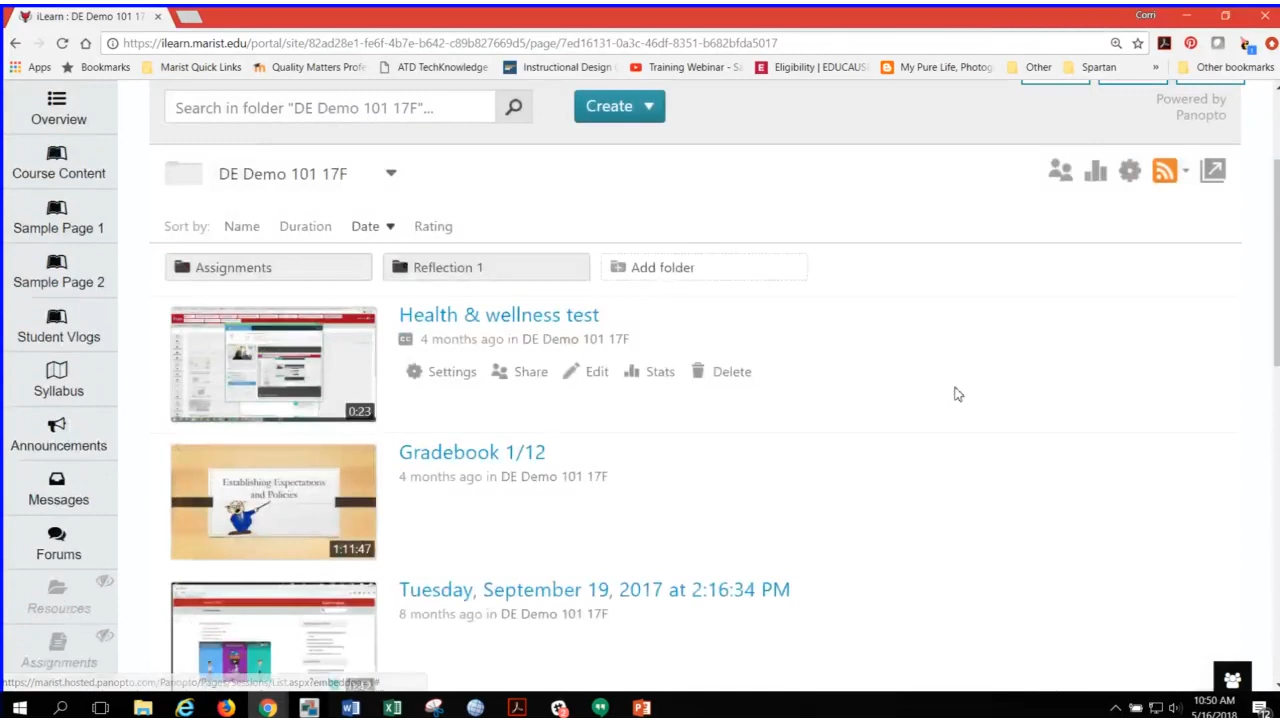 iLearn : DE Demo 101 17
Corri
https://ilearn.marist.edu/portal/site/82ad28e1-fe6f-4b7e-b642-c89b827669d5/page/7ed16131-0a3c-46df-8351-b682bfda5017
Apps Bookmarks Marist Quick Links Quality Matters Profe ATD TechKnowledge Instructional Design Training Webinar - Sa Eligibility | EDUCAUS My Pure Life, Photog Other Spartan » Other bookmarks
Overview
Course Content
Sample Page 1
Sample Page 2
Student Vlogs
Syllabus
Announcements
Messages
Forums
Resources
Assignments
Search in folder "DE Demo 101 17F"...
Create
Powered by
Panopto
DE Demo 101 17F
Sort by: Name Duration Date Rating
Assignments Reflection 1 Add folder
Health & wellness test
CC 4 months ago in DE Demo 101 17F
Settings Share Edit Stats Delete
0:23
Gradebook 1/12
4 months ago in DE Demo 101 17F
Establishing Expectations
and Policies
1:11:47
Tuesday, September 19, 2017 at 2:16:34 PM
8 months ago in DE Demo 101 17F
10:50 AM
5/16/2018